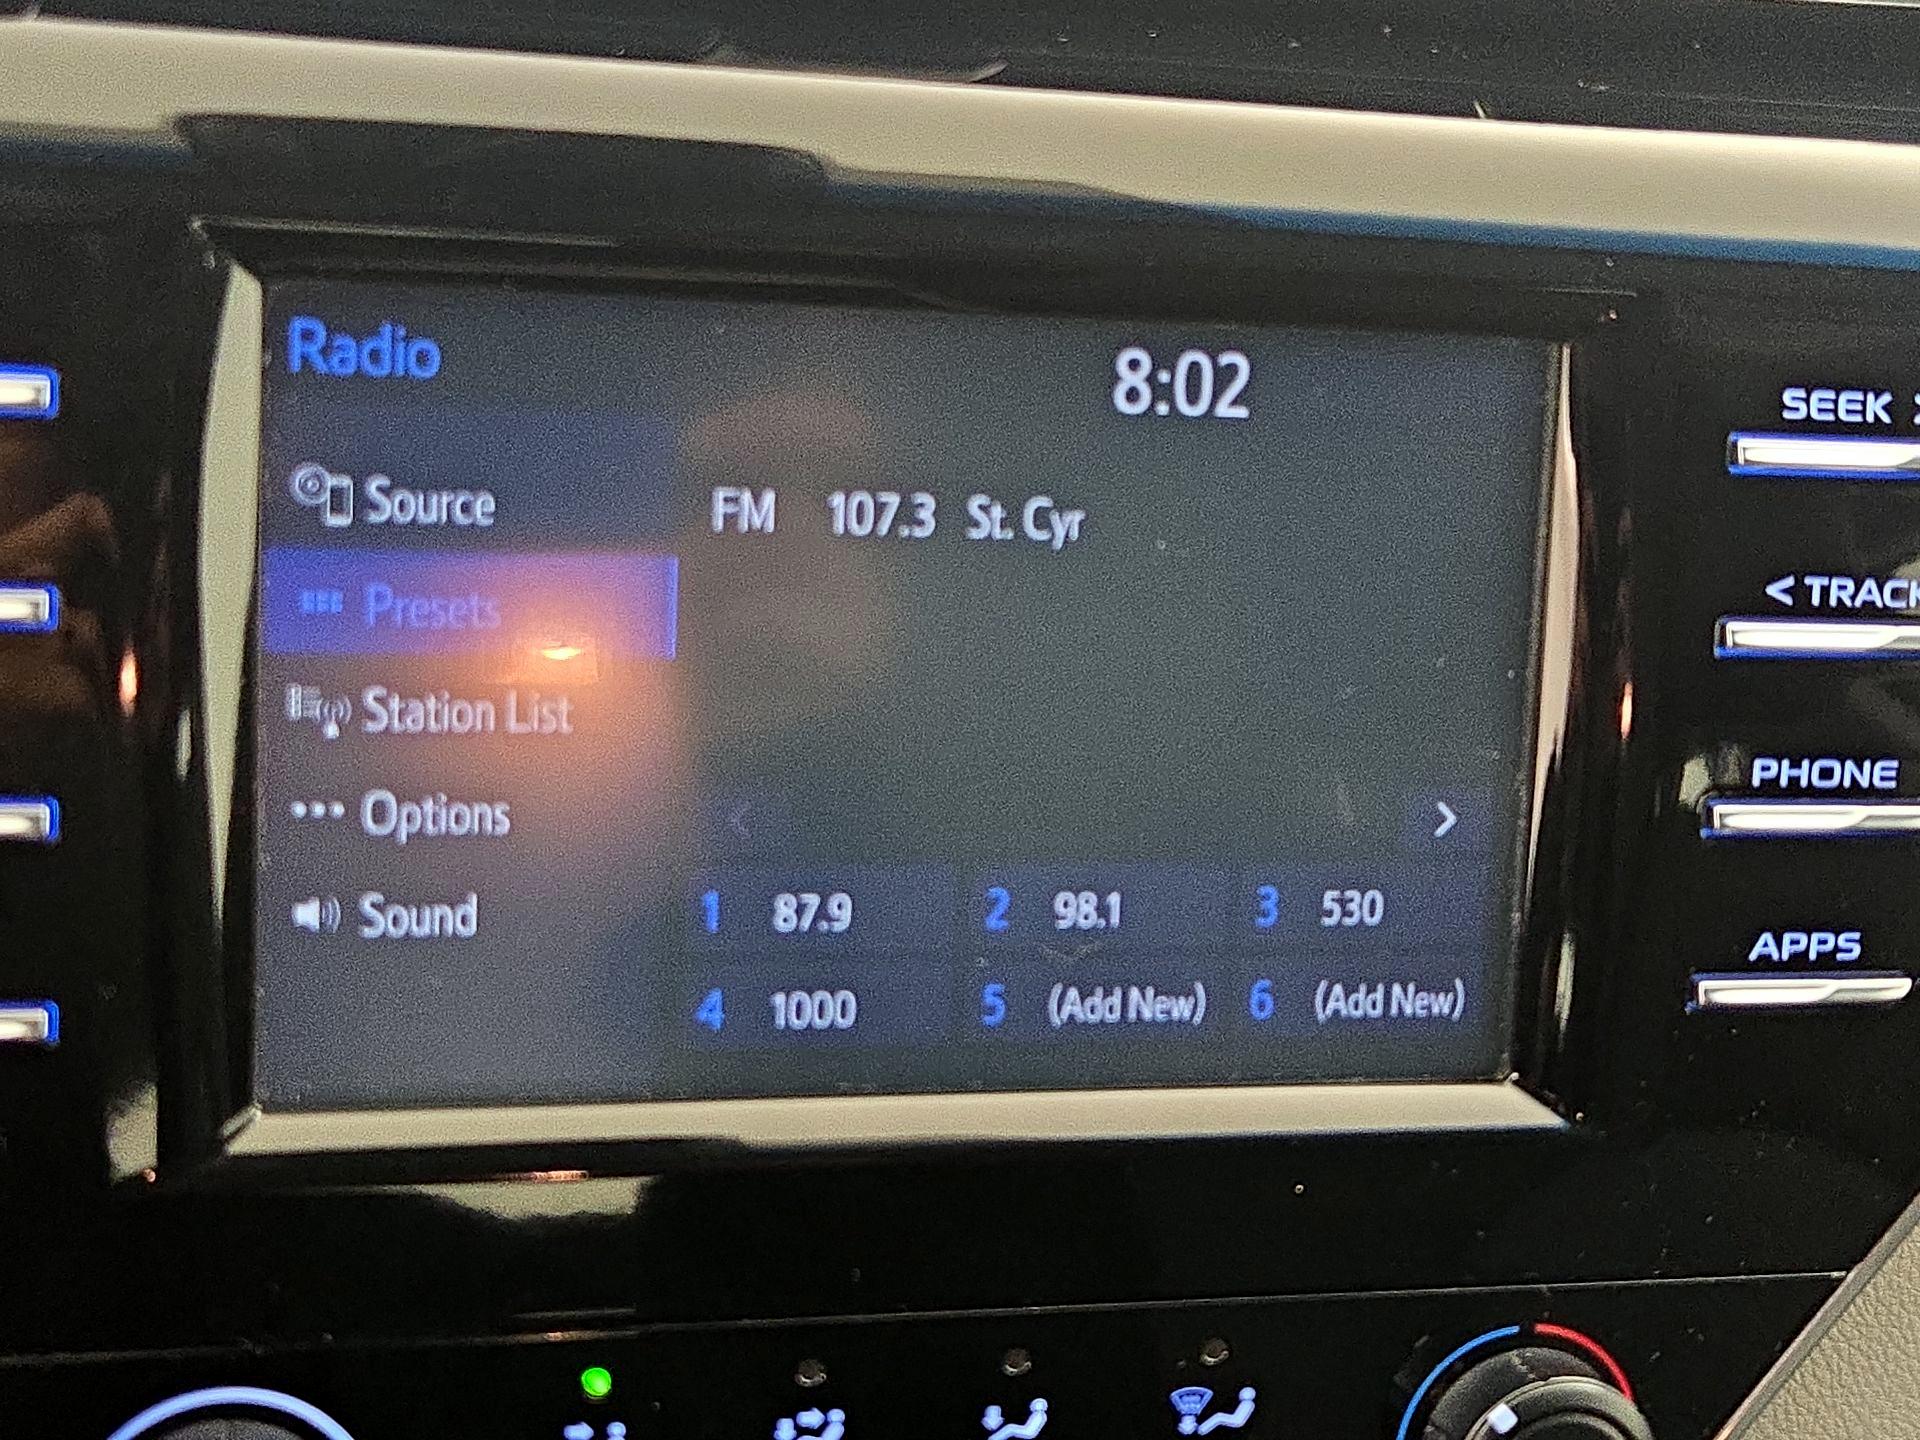 Radio
8:02
Source
FM 107.3 St. Cyr
Presets
Station List
Options
Sound
1 87.9
2 98.1
3 530
4 1000
5 (Add New)
6 (Add New)
SEEK >
< TRACK
PHONE
APPS